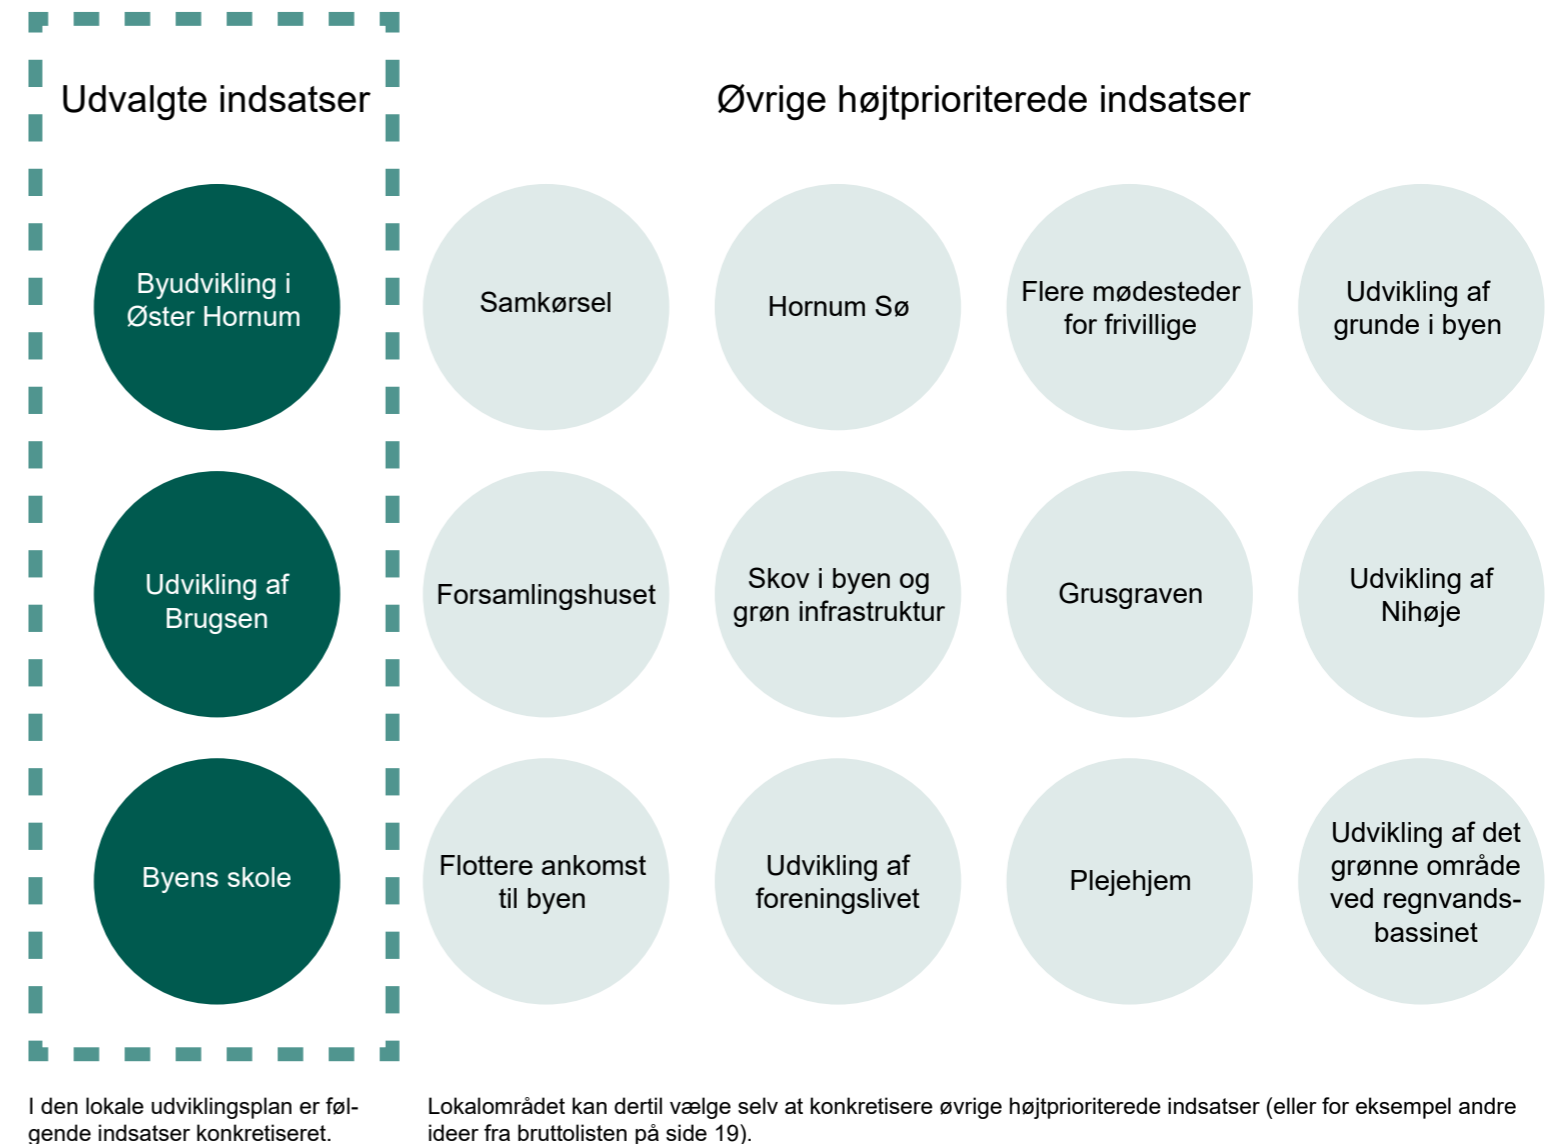 Udvalgte indsatser
Øvrige højtprioriterede indsatser
Byudvikling i
Øster Hornum
Samkørsel
Hornum Sø
Flere mødesteder
for frivillige
Udvikling af
grunde i byen
Udvikling af
Brugsen
Forsamlingshuset
Skov i byen og
grøn infrastruktur
Grusgraven
Udvikling af
Nihøje
Byens skole
Flottere ankomst
til byen
Udvikling af
foreningslivet
Plejehjem
Udvikling af det
grønne område
ved regnvands-
bassinet
I den lokale udviklingsplan er føl-
gende indsatser konkretiseret.
Lokalområdet kan dertil vælge selv at konkretisere øvrige højtprioriterede indsatser (eller for eksempel andre
ideer fra bruttolisten på side 19).